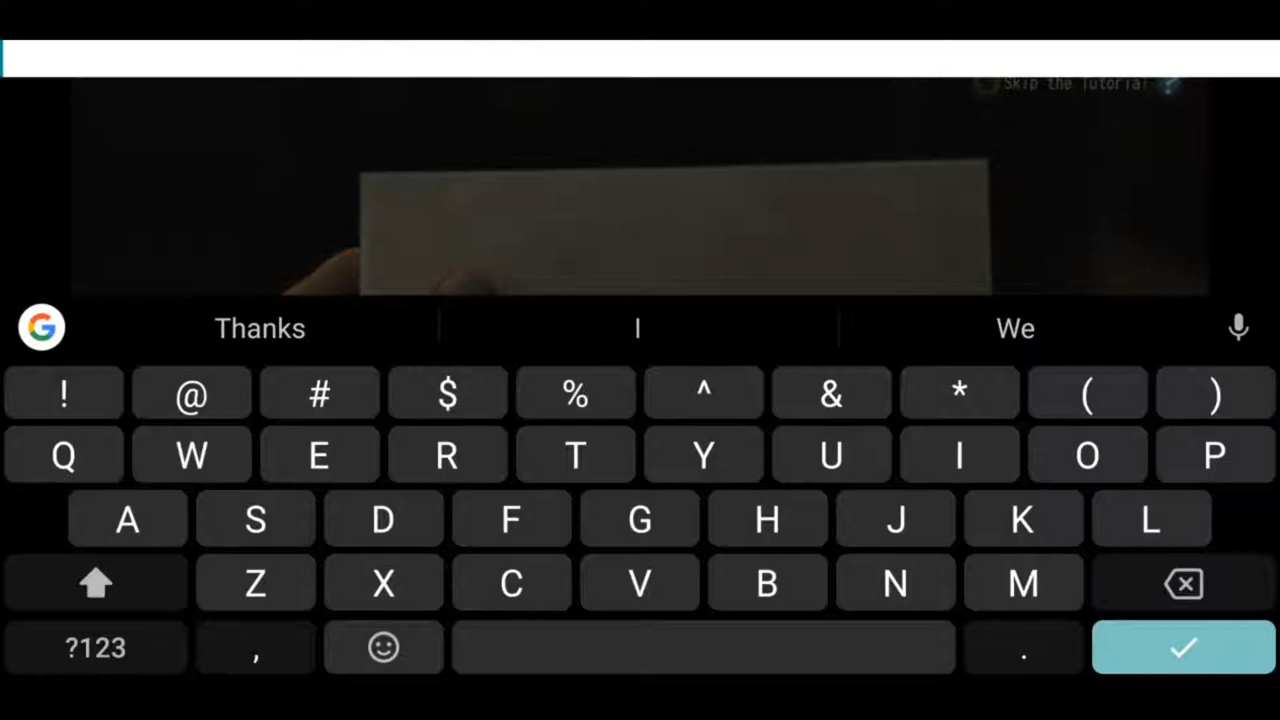 Skip the Tutorial ?
G Thanks I We
! @ # $ % ^ & * ( )
Q W E R T Y U I O P
A S D F G H J K L
Z X C V B N M
?123 , .